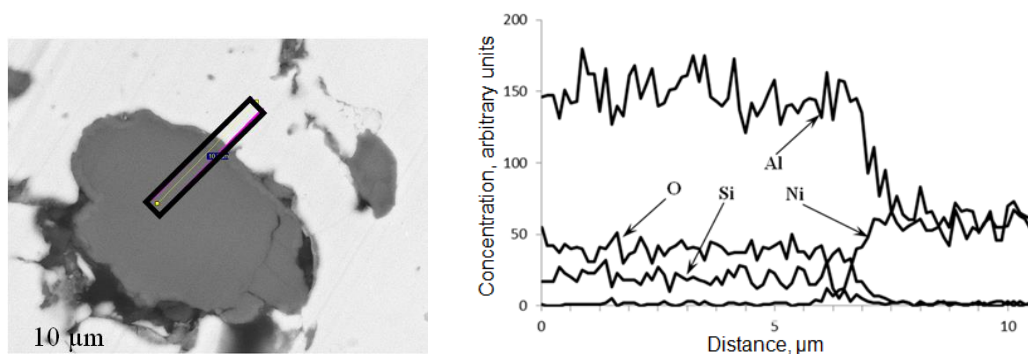 10 µm
Concentration, arbitrary units
200
150
100
50
0
Al
O
Si
Ni
0
5
10
Distance, µm